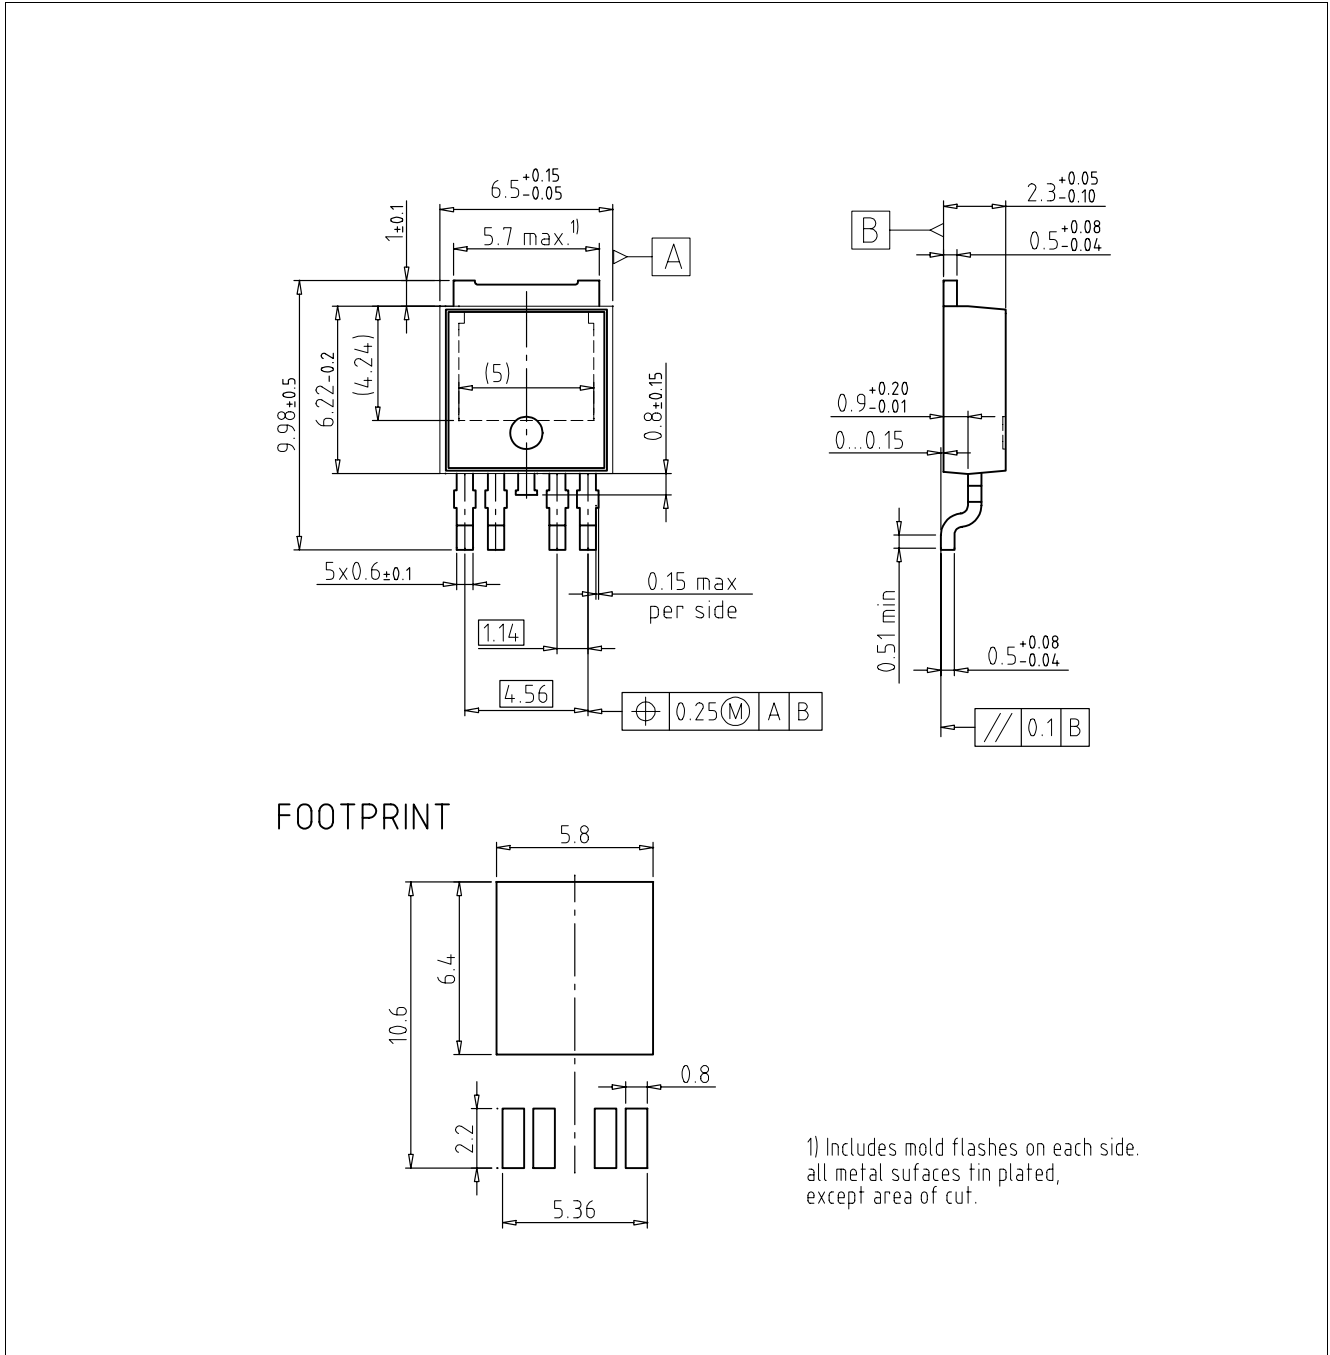 6.5 +0.15 -0.05
5.7 max. 1)
1±0.1
A
9.98±0.5
6.22-0.2
(4.24)
(5)
0.8±0.15
5x0.6±0.1
0.15 max
per side
1.14
4.56
⌖ 0.25 Ⓜ A B
2.3 +0.05 -0.10
B
0.5 +0.08 -0.04
0.9 +0.20 -0.01
0...0.15
0.51 min
0.5 +0.08 -0.04
// 0.1 B
FOOTPRINT
5.8
10.6
6.4
0.8
2.2
5.36
1) Includes mold flashes on each side.
all metal sufaces tin plated,
except area of cut.